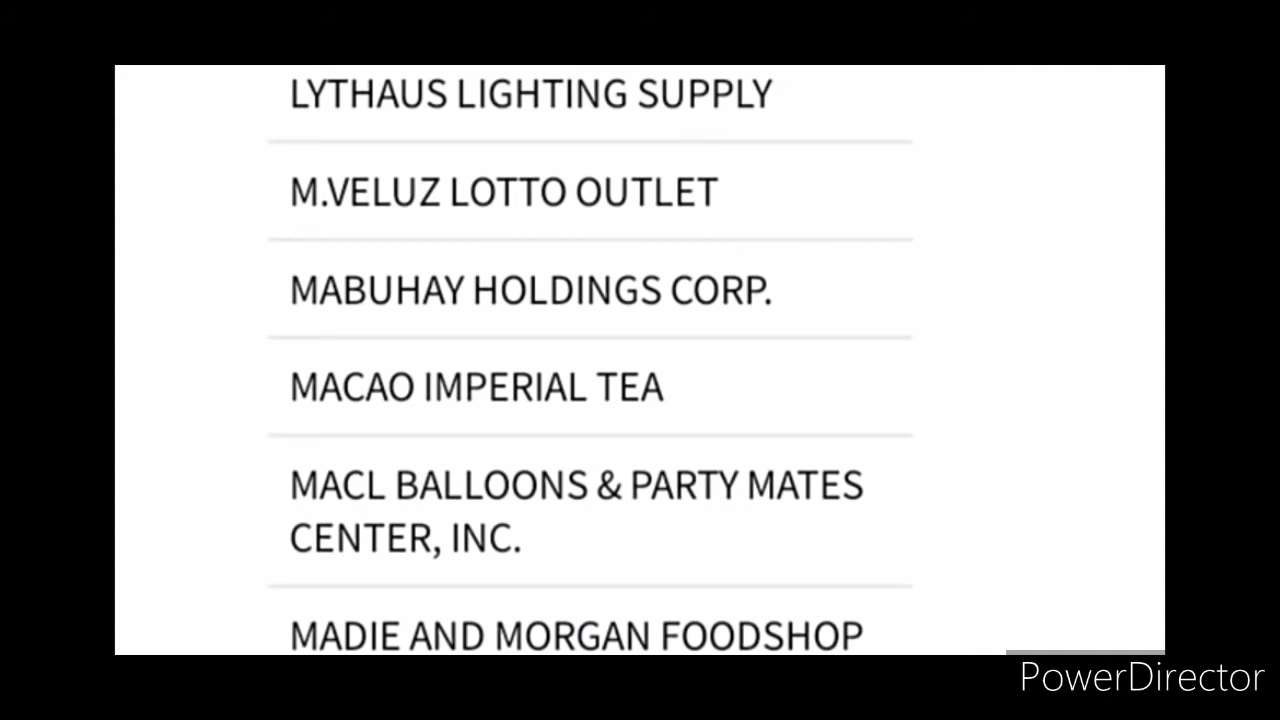 LYTHAUS LIGHTING SUPPLY
M.VELUZ LOTTO OUTLET
MABUHAY HOLDINGS CORP.
MACAO IMPERIAL TEA
MACL BALLOONS & PARTY MATES
CENTER, INC.
MADIE AND MORGAN FOODSHOP
PowerDirector